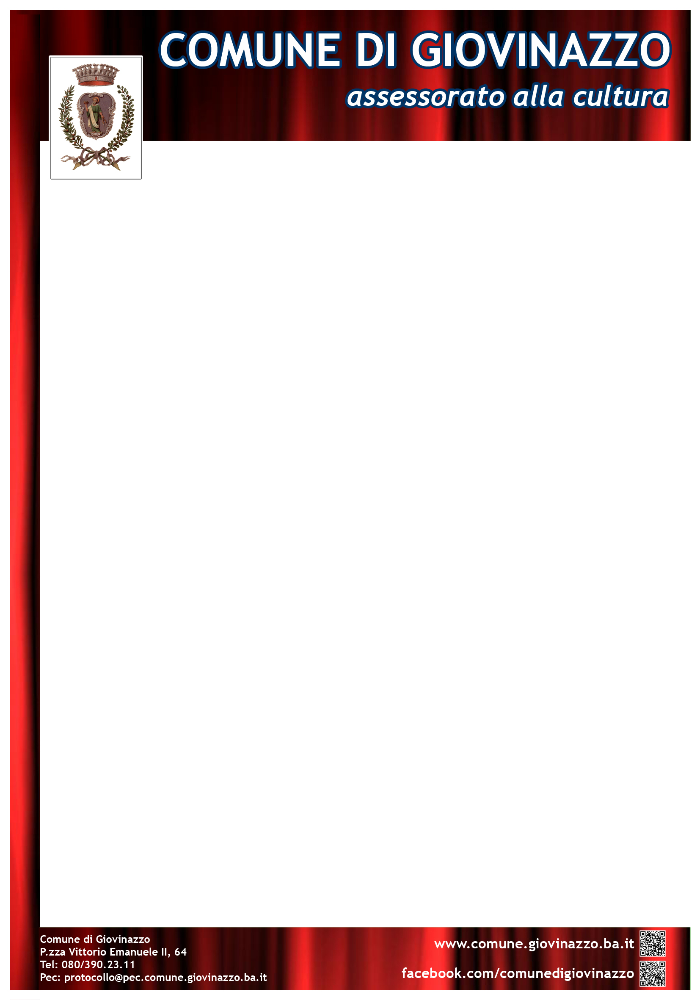 COMUNE DI GIOVINAZZO
assessorato alla cultura
Comune di Giovinazzo
P.zza Vittorio Emanuele II, 64
Tel: 080/390.23.11
Pec: protocollo@pec.comune.giovinazzo.ba.it
www.comune.giovinazzo.ba.it
facebook.com/comunedigiovinazzo